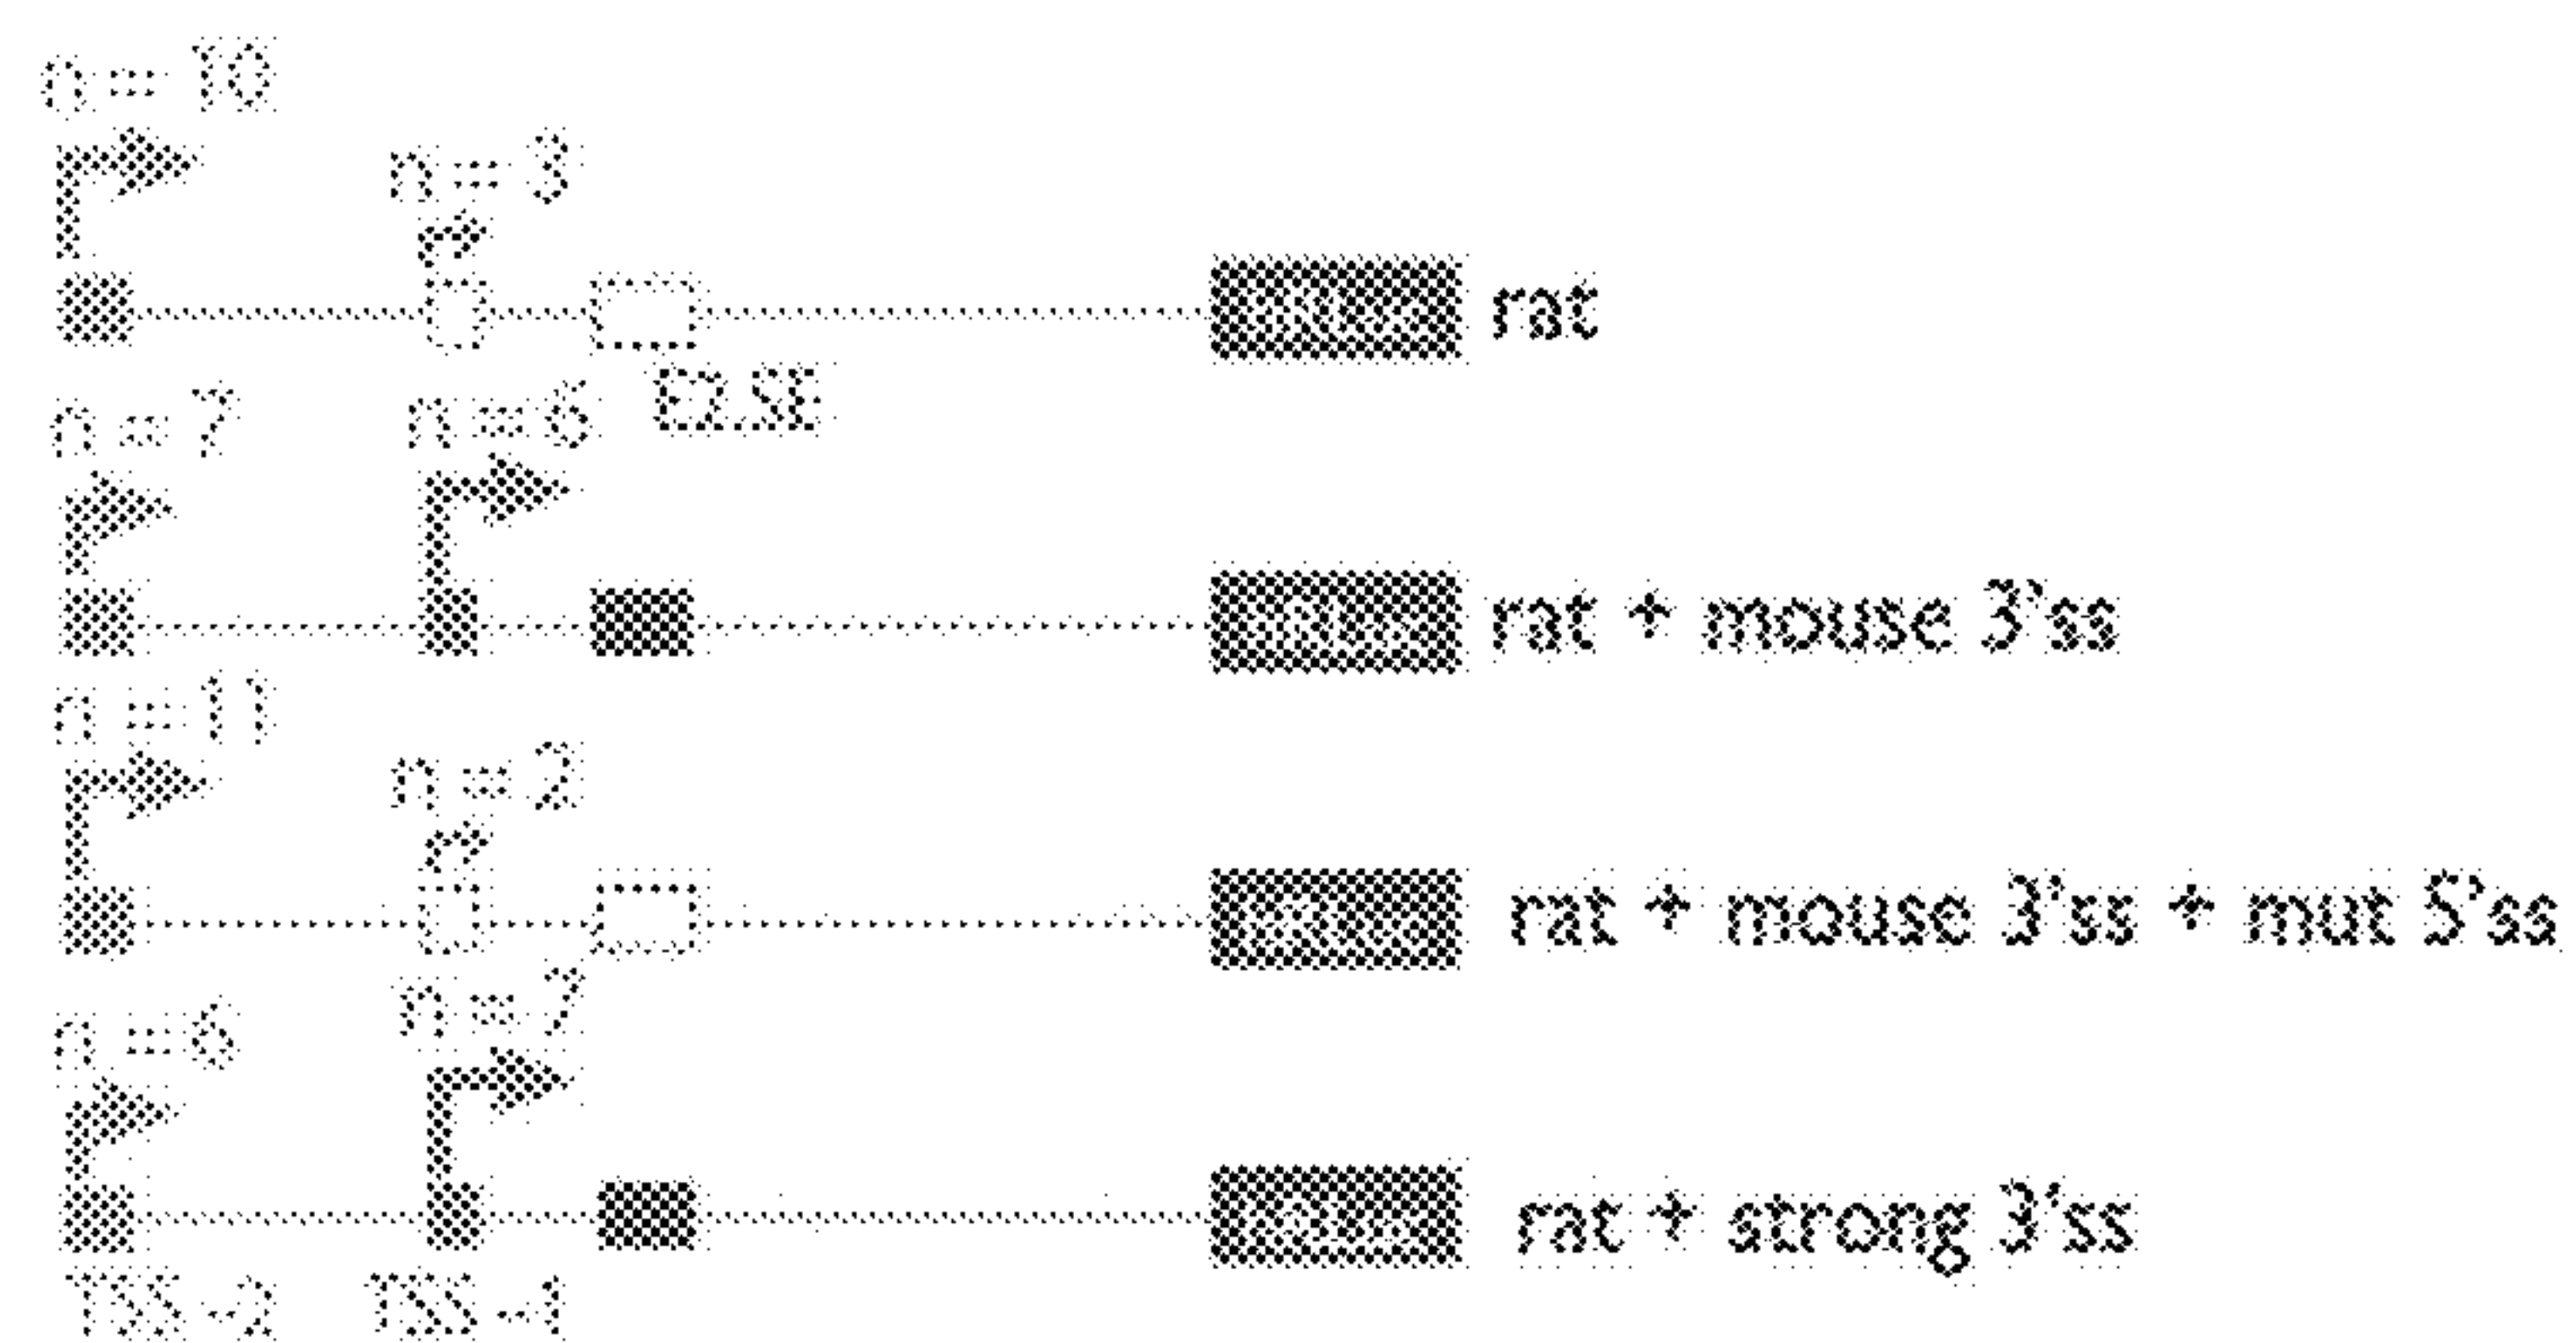 n = 10
n = 3
rat
E2.SE
n = 7
n = 6
rat + mouse 3'ss
n = 11
n = 2
rat + mouse 3'ss + mut 5'ss
n = 7
n = 6
rat + strong 3'ss
TSS -2 TSS -1